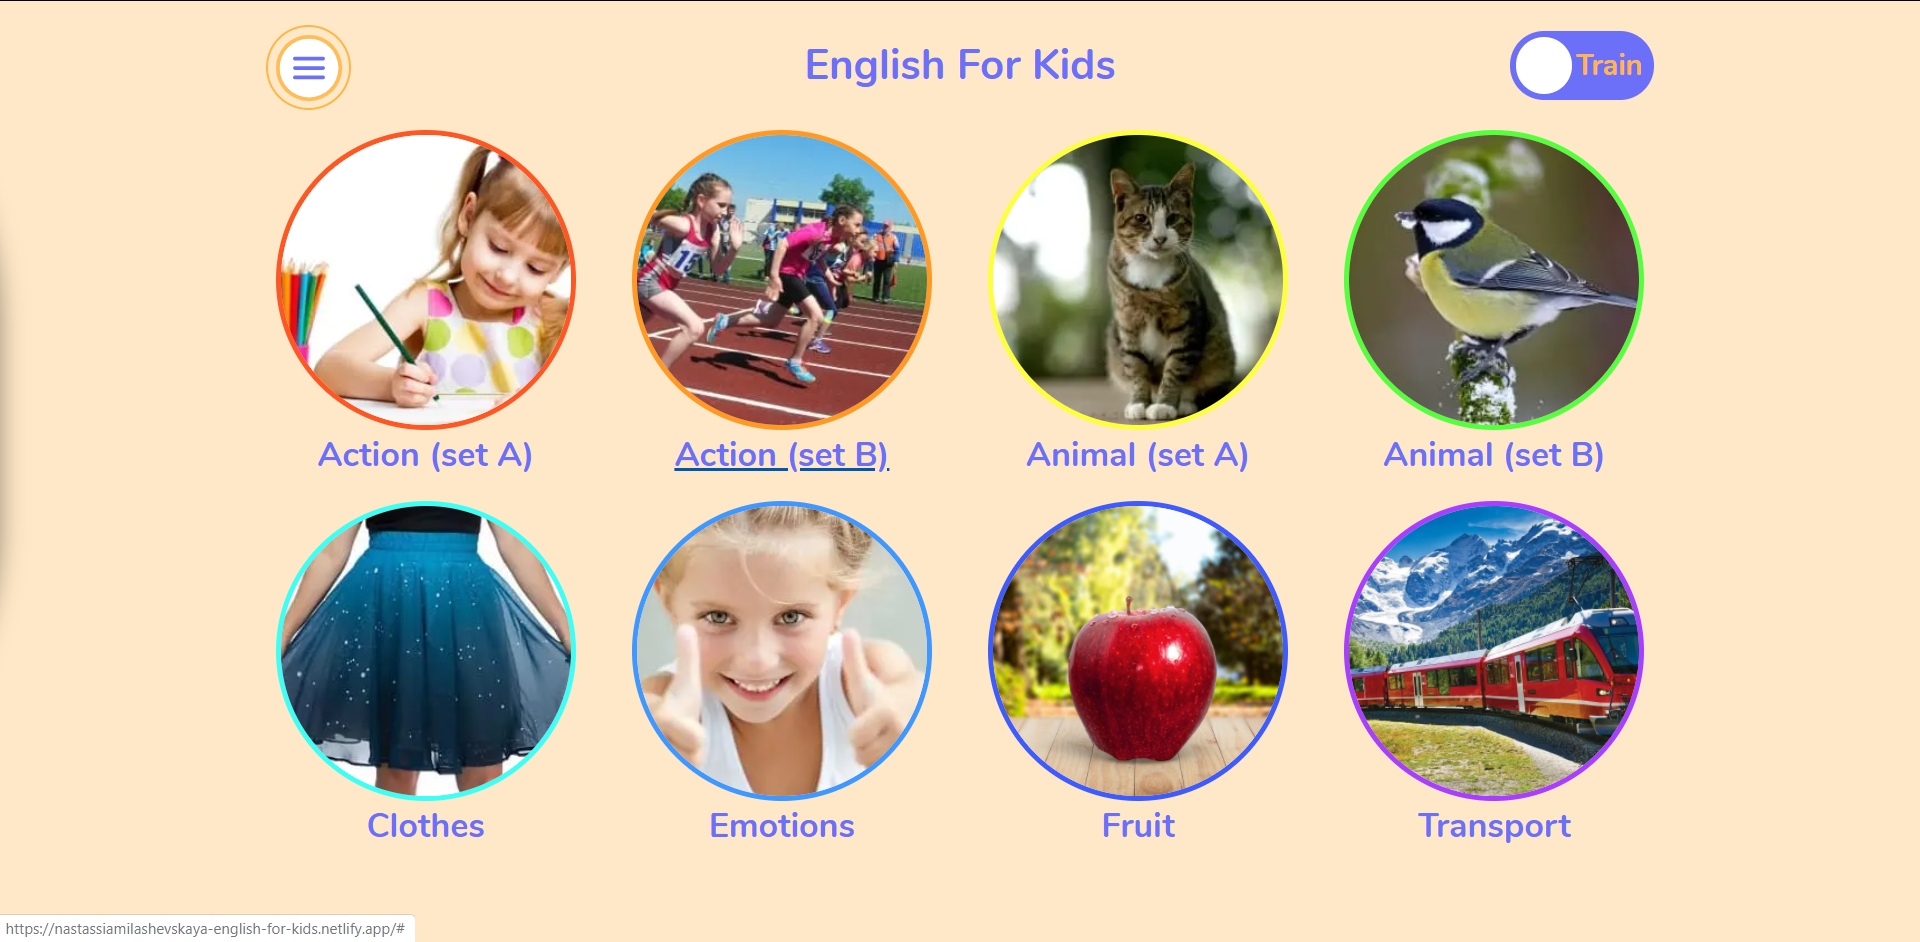 English For Kids
Train
Action (set A)
Action (set B)
Animal (set A)
Animal (set B)
15
Clothes
Emotions
Fruit
Transport
https://nastassiamilashevskaya-english-for-kids.netlify.app/#